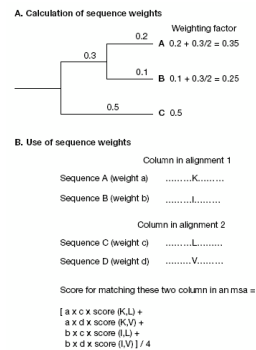 A. Calculation of sequence weights
Weighting factor
0.2
A 0.2 + 0.3/2 = 0.35
0.3
0.1
B 0.1 + 0.3/2 = 0.25
0.5
C 0.5
B. Use of sequence weights
Column in alignment 1
Sequence A (weight a) .........K.........
Sequence B (weight b) .........I.........
Column in alignment 2
Sequence C (weight c) .........L.........
Sequence D (weight d) .........V.........
Score for matching these two column in an msa =
[ a x c x score (K,L) +
a x d x score (K,V) +
b x c x score (I,L) +
b x d x score (I,V) ] / 4